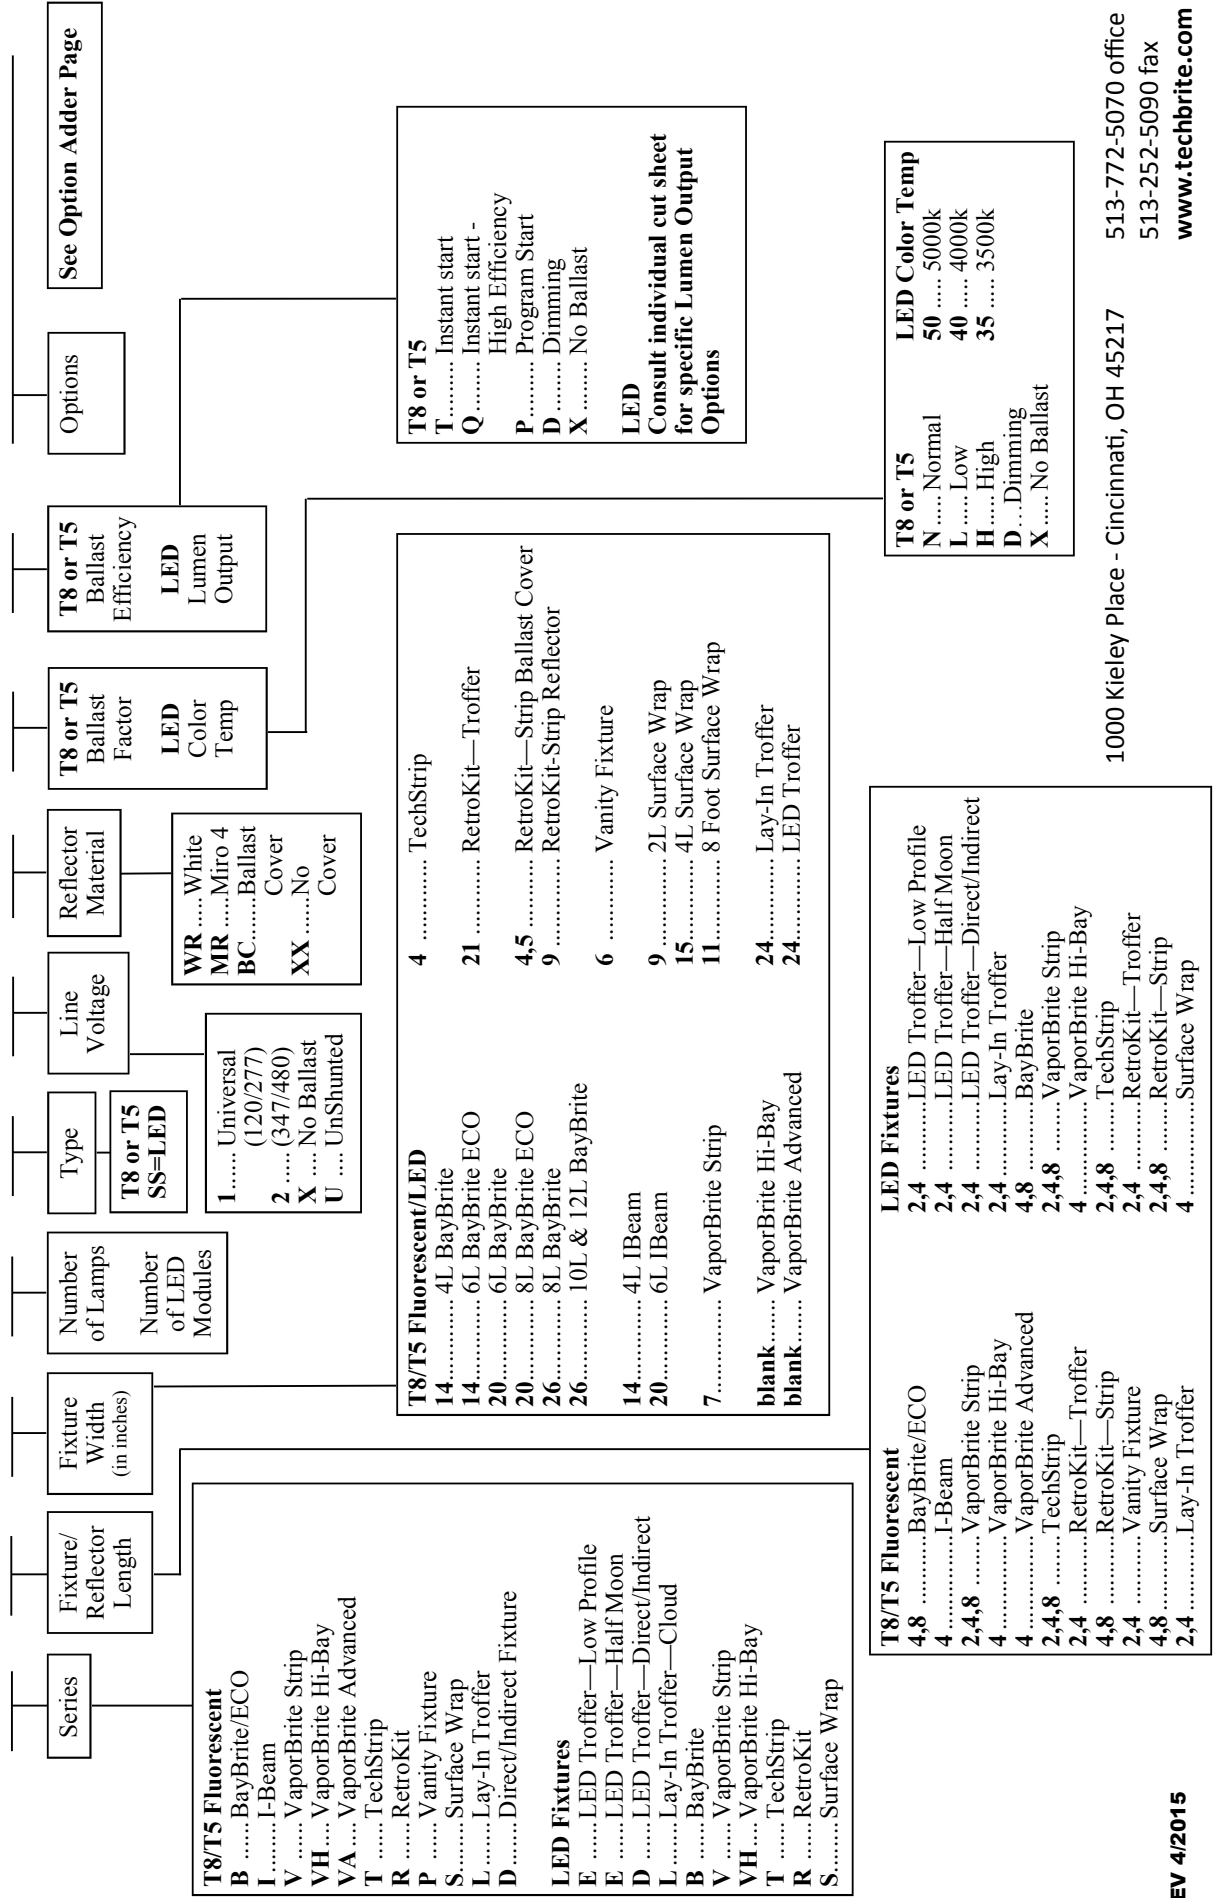 Series
Fixture/
Reflector
Length
Fixture
Width
(in inches)
Number
of Lamps
Number
of LED
Modules
Type
T8 or T5
SS=LED
Line
Voltage
1.... Universal
(120/277)
2 .... (347/480)
X .... No Ballast
U .... UnShunted
Reflector
Material
WR ..... White
MR ..... Miro 4
BC....... Ballast
Cover
XX ..... No
Cover
T8 or T5
Ballast
Factor
LED
Color
Temp
T8 or T5
Ballast
Efficiency
LED
Lumen
Output
Options
See Option Adder Page
T8/T5 Fluorescent
B ...... BayBrite/ECO
I......... I-Beam
V ...... VaporBrite Strip
VH ... VaporBrite Hi-Bay
VA ... VaporBrite Advanced
T ...... TechStrip
R ...... RetroKit
P ...... Vanity Fixture
S........ Surface Wrap
L ...... Lay-In Troffer
D...... Direct/Indirect Fixture
LED Fixtures
E ...... LED Troffer—Low Profile
E ...... LED Troffer—Half Moon
D ...... LED Troffer—Direct/Indirect
L ...... Lay-In Troffer—Cloud
B ...... BayBrite
V ...... VaporBrite Strip
VH.... VaporBrite Hi-Bay
T ...... TechStrip
R ...... RetroKit
S........ Surface Wrap
T8/T5 Fluorescent/LED
14............ 4L BayBrite
14............ 6L BayBrite ECO
20............ 6L BayBrite
20............ 8L BayBrite ECO
26............ 8L BayBrite
26............ 10L & 12L BayBrite
14............ 4L IBeam
20............ 6L IBeam
7.............. VaporBrite Strip
blank....... VaporBrite Hi-Bay
blank....... VaporBrite Advanced
4 ............. TechStrip
21 ........... RetroKit—Troffer
4,5 .......... RetroKit—Strip Ballast Cover
9 ............. RetroKit-Strip Reflector
6 ............. Vanity Fixture
9 ............. 2L Surface Wrap
15............ 4L Surface Wrap
11 ........... 8 Foot Surface Wrap
24............ Lay-In Troffer
24............ LED Troffer
T8 or T5
T......... Instant start
Q........ Instant start -
High Efficiency
P......... Program Start
D ........ Dimming
X ........ No Ballast
LED
Consult individual cut sheet
for specific Lumen Output
Options
T8/T5 Fluorescent
4,8 .......... BayBrite/ECO
4 ............. I-Beam
2,4,8 ....... VaporBrite Strip
4 ............. VaporBrite Hi-Bay
4 ............. VaporBrite Advanced
2,4,8 ....... TechStrip
2,4 .......... RetroKit—Troffer
4,8 .......... RetroKit—Strip
2,4 .......... Vanity Fixture
4,8........... Surface Wrap
2,4........... Lay-In Troffer
LED Fixtures
2,4 .......... LED Troffer—Low Profile
2,4 .......... LED Troffer—Half Moon
2,4 .......... LED Troffer—Direct/Indirect
2,4 .......... Lay-In Troffer
4,8 .......... BayBrite
2,4,8 ....... VaporBrite Strip
4 ............. VaporBrite Hi-Bay
2,4,8 ....... TechStrip
2,4 .......... RetroKit—Troffer
2,4,8 ....... RetroKit—Strip
4 ............. Surface Wrap
T8 or T5
N ..... Normal
L ...... Low
H...... High
D…Dimming
X ..... No Ballast
LED Color Temp
50 ..... 5000k
40 ..... 4000k
35 ..... 3500k
1000 Kieley Place - Cincinnati, OH 45217
513-772-5070 office
513-252-5090 fax
www.techbrite.com
EV 4/2015